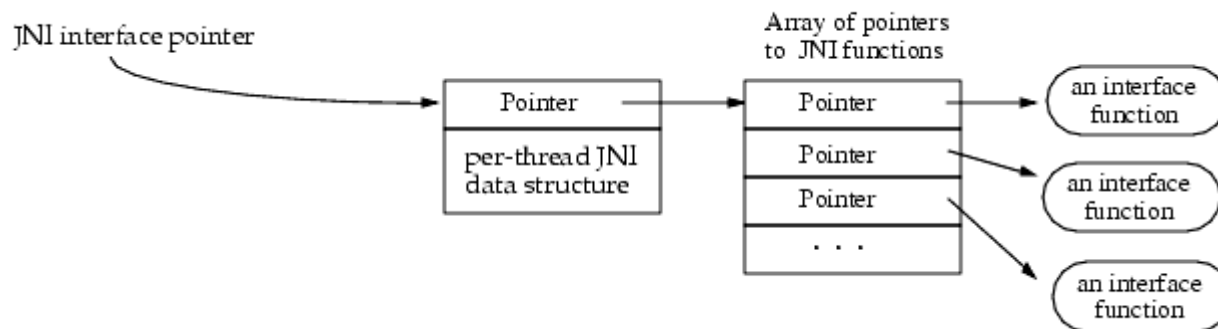 JNI interface pointer
Array of pointers
to JNI functions
Pointer
per-thread JNI
data structure
Pointer
Pointer
Pointer
. . .
an interface
function
an interface
function
an interface
function